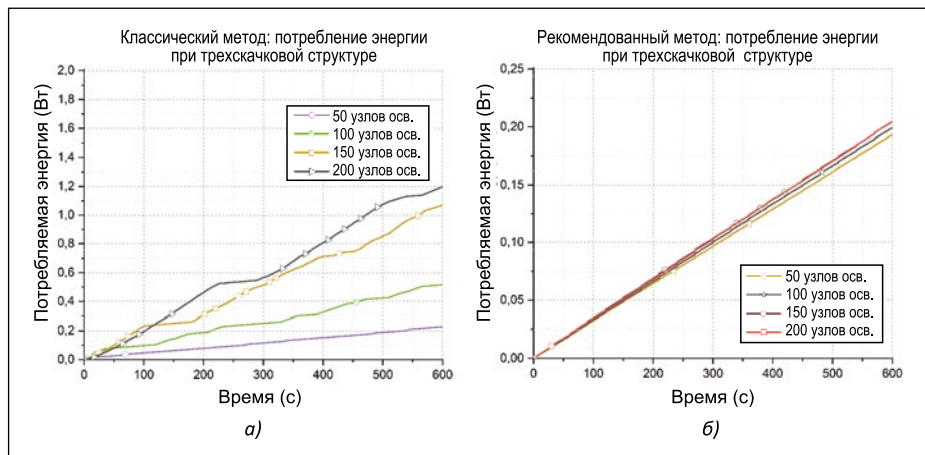 Классический метод: потребление энергии
при трехскачковой структуре
2,0
1,8
1,6
1,4
1,2
1,0
0,8
0,6
0,4
0,2
0,0
Потребляемая энергия (Вт)
50 узлов осв.
100 узлов осв.
150 узлов осв.
200 узлов осв.
0 100 200 300 400 500 600
Время (с)
а)
Рекомендованный метод: потребление энергии
при трехскачковой структуре
0,25
0,20
0,15
0,10
0,05
0,00
Потребляемая энергия (Вт)
50 узлов осв.
100 узлов осв.
150 узлов осв.
200 узлов осв.
0 100 200 300 400 500 600
Время (с)
б)